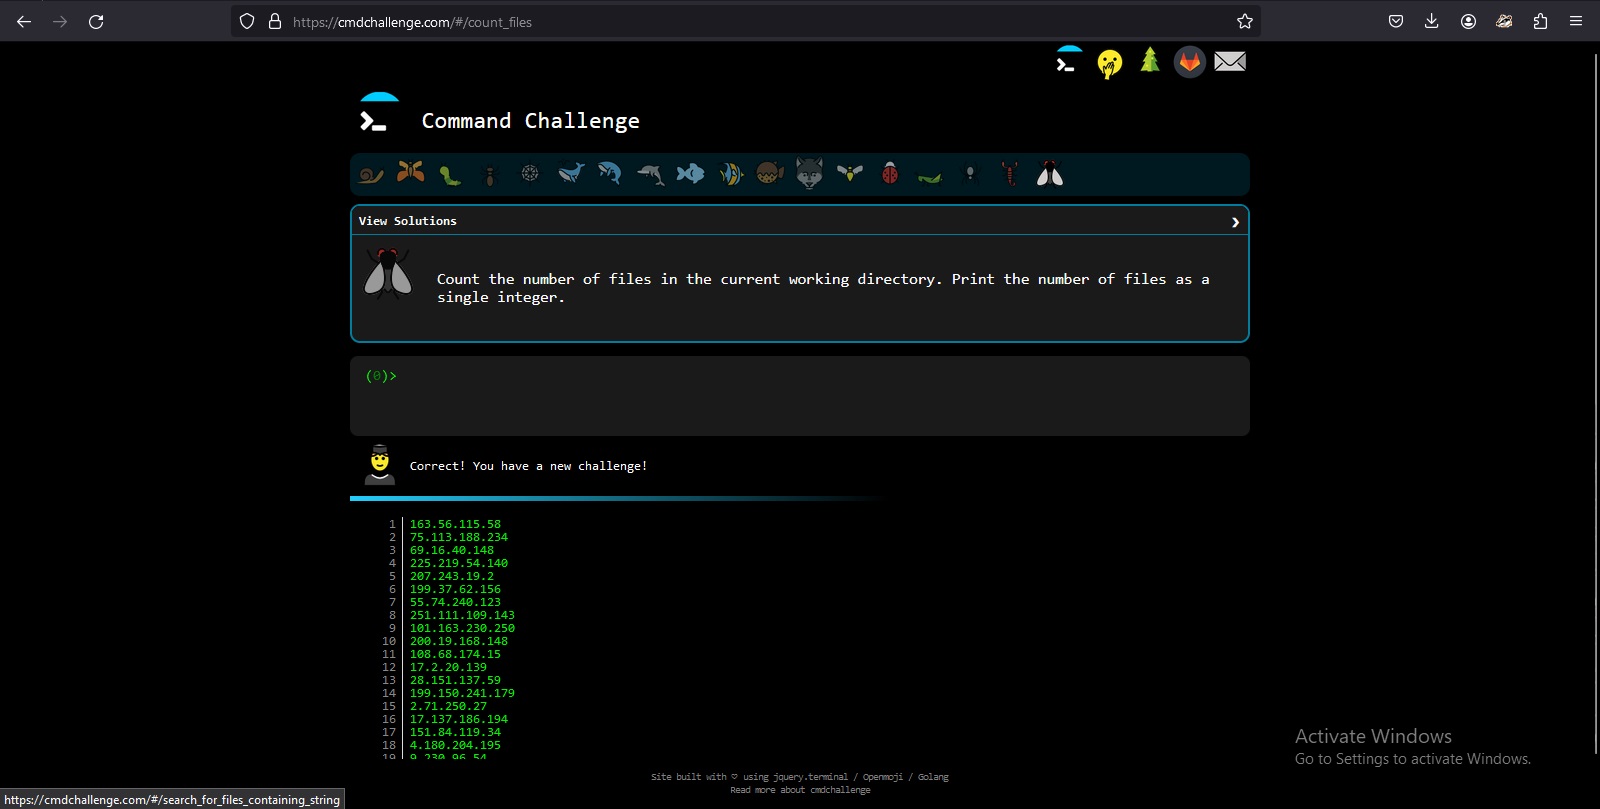 https://cmdchallenge.com/#/count_files
Command Challenge
View Solutions
Count the number of files in the current working directory. Print the number of files as a
single integer.
(0)>
Correct! You have a new challenge!
1 163.56.115.58
2 75.113.188.234
3 69.16.40.148
4 225.219.54.140
5 207.243.19.2
6 199.37.62.156
7 55.74.240.123
8 251.111.109.143
9 101.163.230.250
10 200.19.168.148
11 108.68.174.15
12 17.2.20.139
13 28.151.137.59
14 199.150.241.179
15 2.71.250.27
16 17.137.186.194
17 151.84.119.34
18 4.180.204.195
19 9.230.96.54
Activate Windows
Go to Settings to activate Windows.
Site built with ♡ using jquery.terminal / Openmoji / Golang
Read more about cmdchallenge
https://cmdchallenge.com/#/search_for_files_containing_string